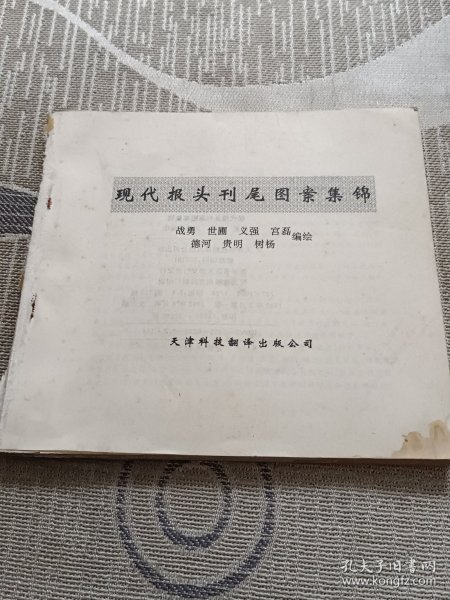 现代报头刊尾图案集锦
战勇 世圃 义强 宫磊
德河 贵明 树杨 编绘
天津科技翻译出版公司
孔夫子旧书网
www.kongfz.com